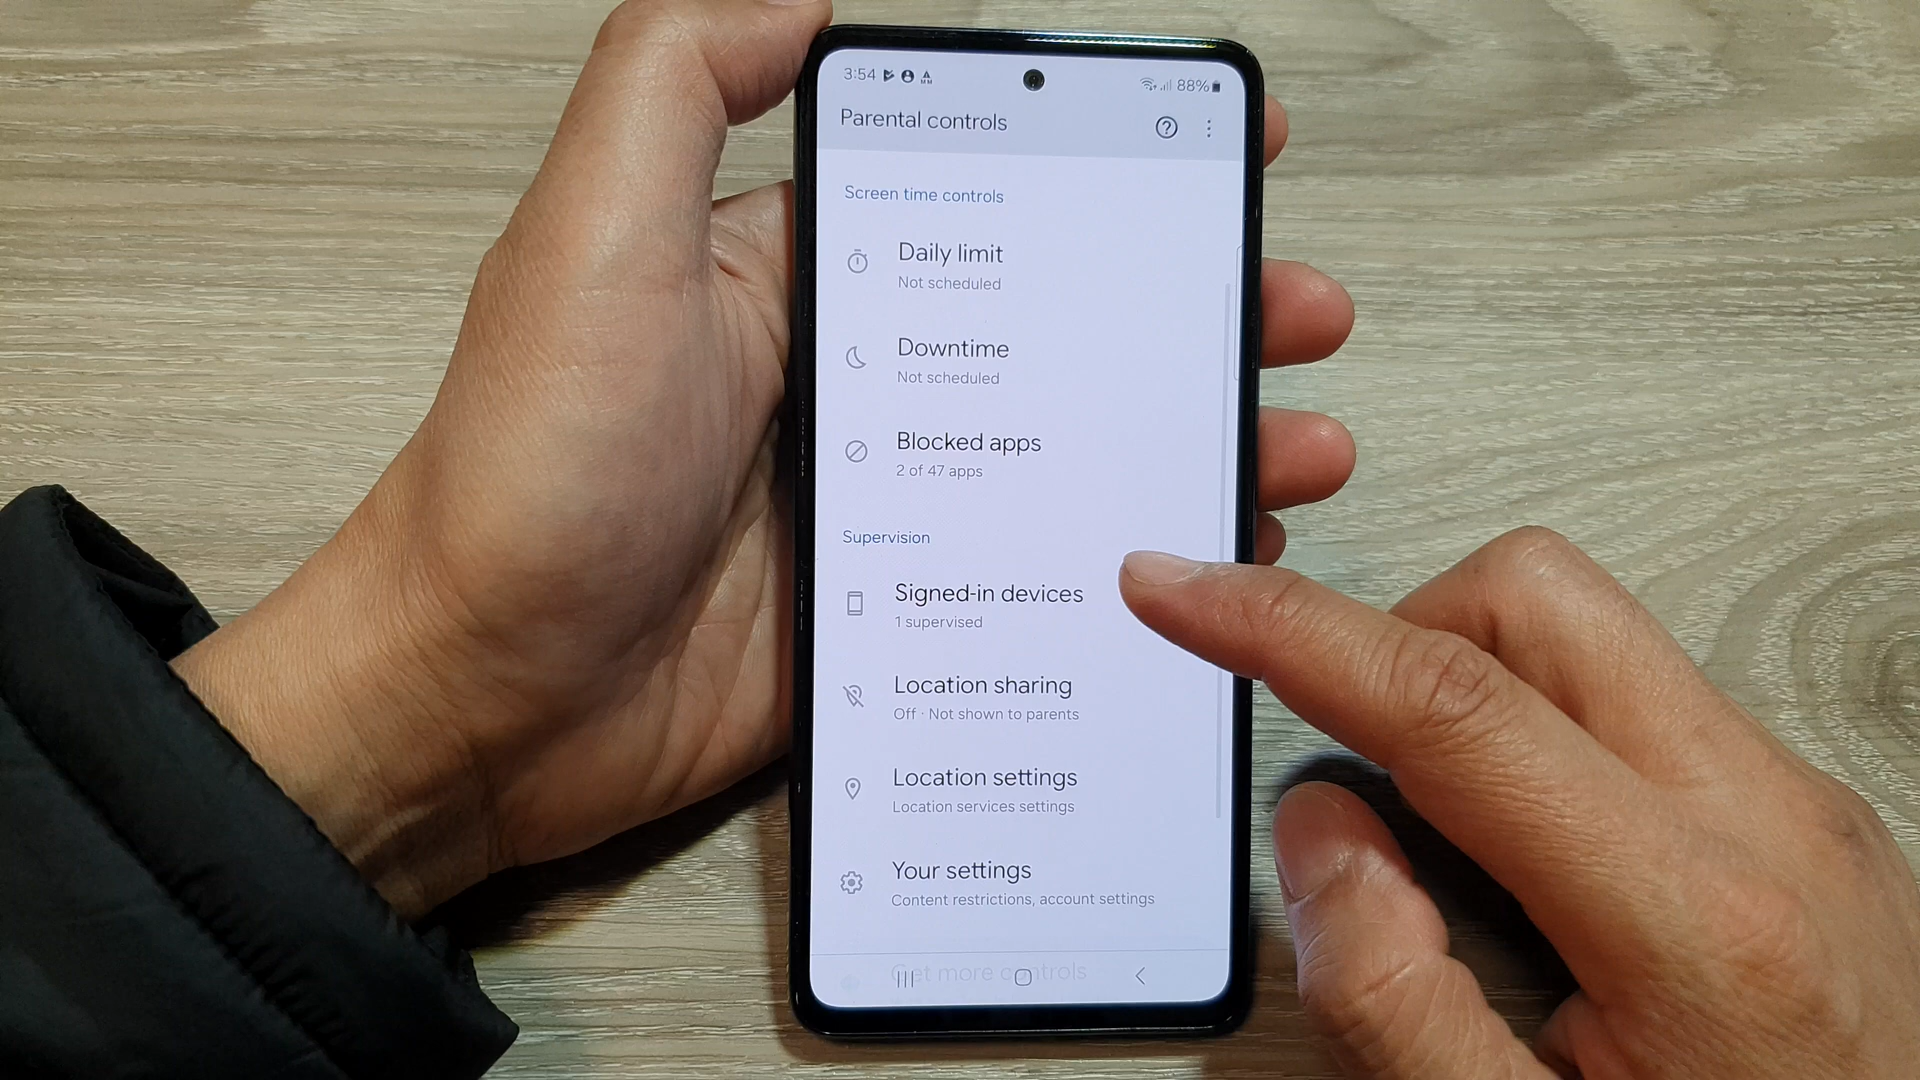 3:54
88%
Parental controls
Screen time controls
Daily limit
Not scheduled
Downtime
Not scheduled
Blocked apps
2 of 47 apps
Supervision
Signed-in devices
1 supervised
Location sharing
Off · Not shown to parents
Location settings
Location services settings
Your settings
Content restrictions, account settings
Get more controls